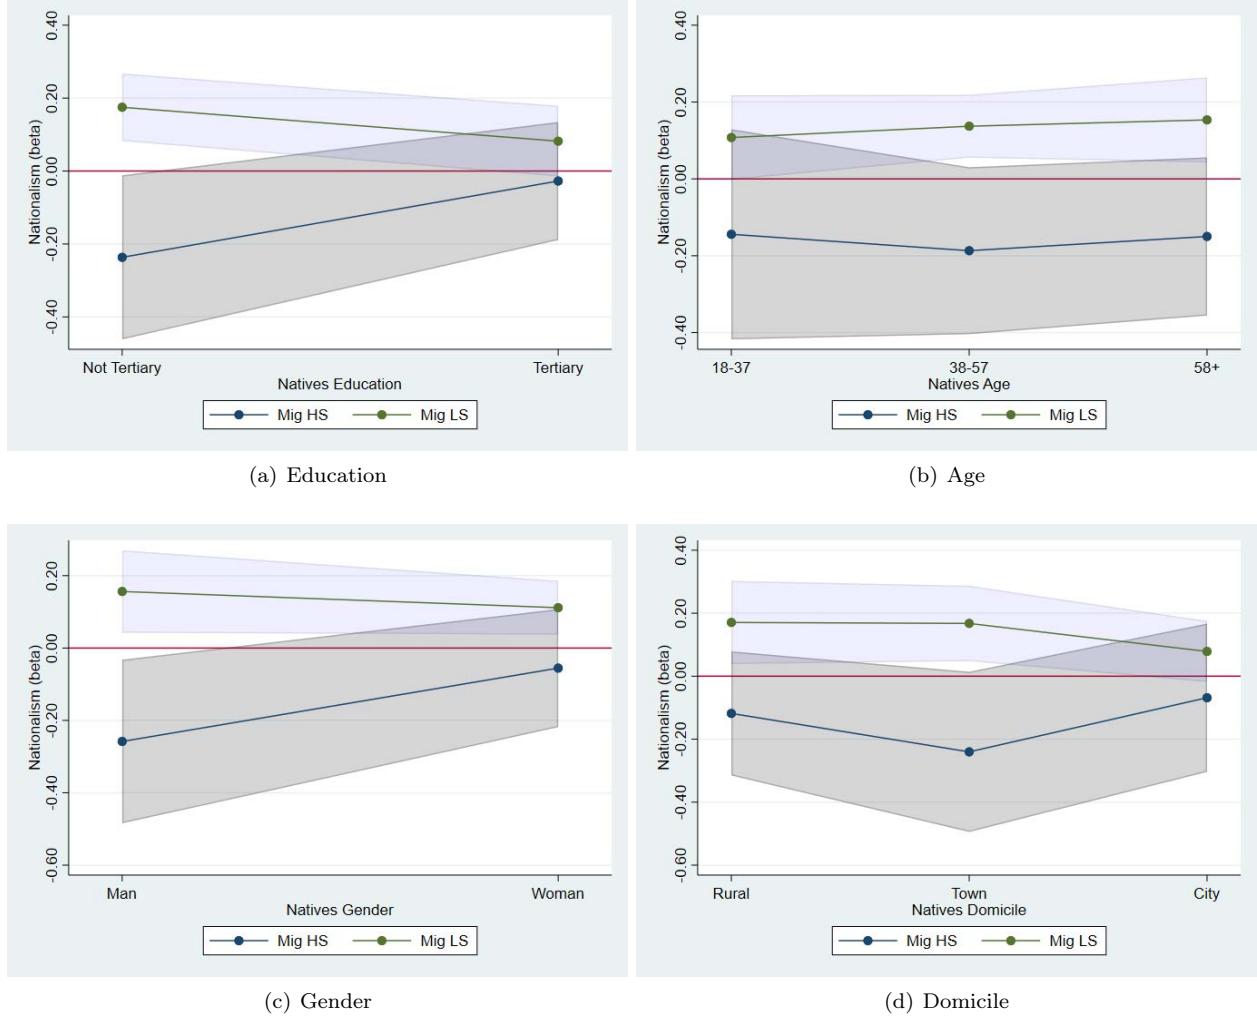 Nationalism (beta)
0.40
0.20
0.00
-0.20
-0.40
Not Tertiary Tertiary
Natives Education
Mig HS Mig LS
(a) Education
Nationalism (beta)
0.40
0.20
0.00
-0.20
-0.40
18-37 38-57 58+
Natives Age
Mig HS Mig LS
(b) Age
Nationalism (beta)
0.20
0.00
-0.20
-0.40
-0.60
Man Woman
Natives Gender
Mig HS Mig LS
(c) Gender
Nationalism (beta)
0.40
0.20
0.00
-0.20
-0.40
-0.60
Rural Town City
Natives Domicile
Mig HS Mig LS
(d) Domicile